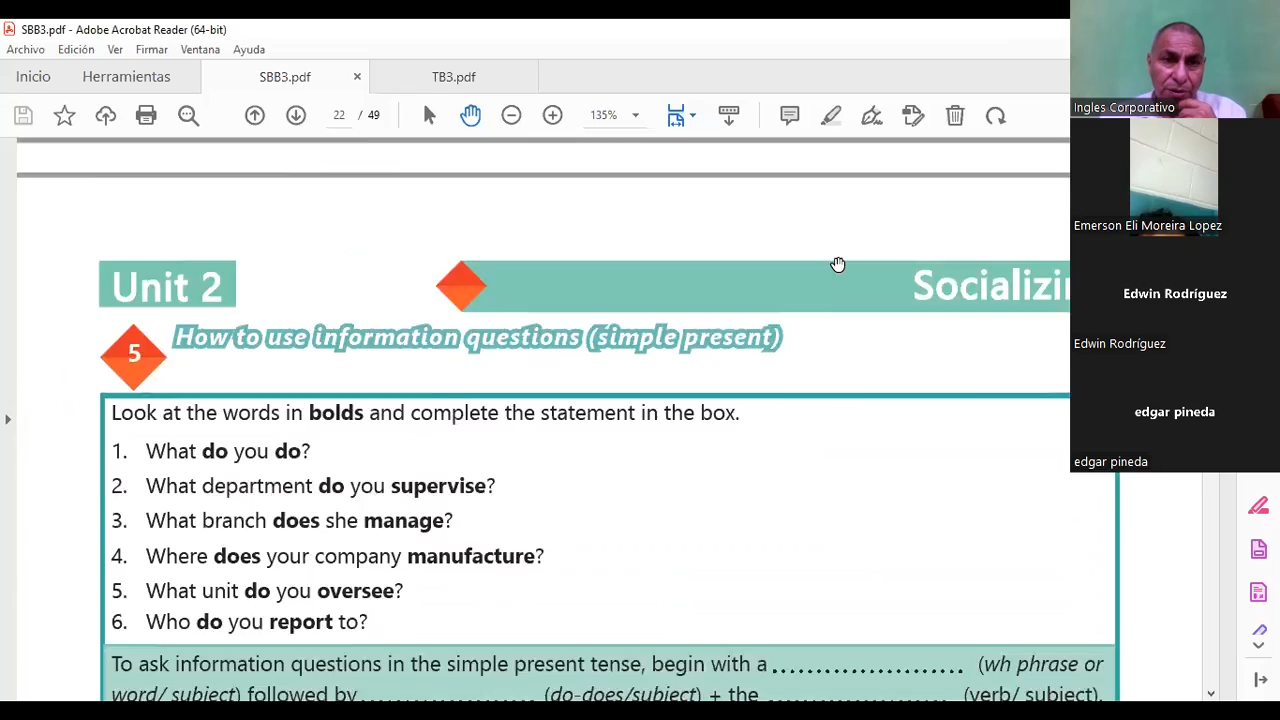 SBB3.pdf - Adobe Acrobat Reader (64-bit)
Archivo Edición Ver Firmar Ventana Ayuda
Inicio Herramientas SBB3.pdf × TB3.pdf
22 / 49 135%
Ingles Corporativo
Emerson Eli Moreira Lopez
Edwin Rodríguez
Edwin Rodríguez
edgar pineda
edgar pineda
Unit 2 Socializin
5 How to use information questions (simple present)
Look at the words in bolds and complete the statement in the box.
1. What do you do?
2. What department do you supervise?
3. What branch does she manage?
4. Where does your company manufacture?
5. What unit do you oversee?
6. Who do you report to?
To ask information questions in the simple present tense, begin with a ..................... (wh phrase or
word/ subject) followed by..................... (do-does/subject) + the ..................... (verb/ subject).